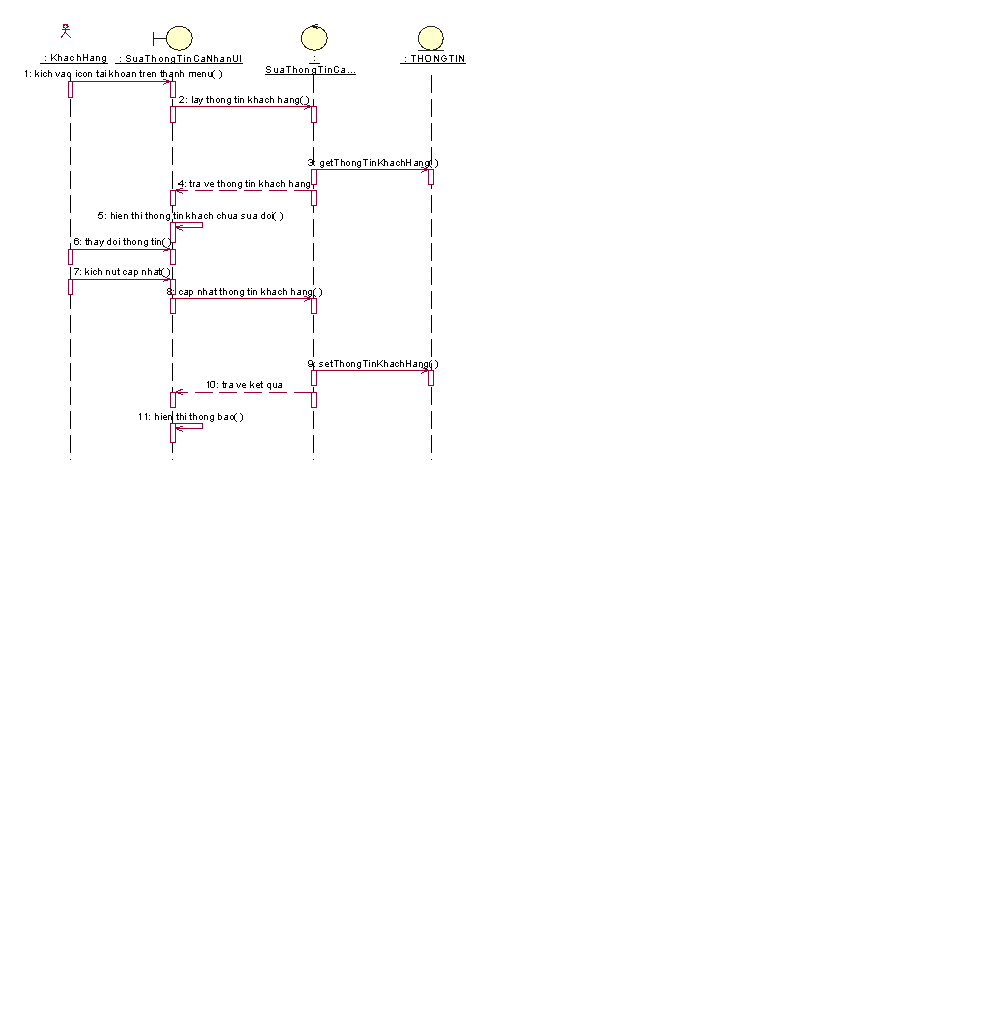 : KhachHang
: SuaThongTinCaNhanUI
:
SuaThongTinCa...
: THONGTIN
1: kich vao icon tai khoan tren thanh menu( )
2: lay thong tin khach hang( )
3: getThongTinKhachHang( )
4: tra ve thong tin khach hang
5: hien thi thong tin khach chua sua doi( )
6: thay doi thong tin( )
7: kich nut cap nhat( )
8: cap nhat thong tin khach hang( )
9: setThongTinKhachHang( )
10: tra ve ket qua
11: hien thi thong bao( )